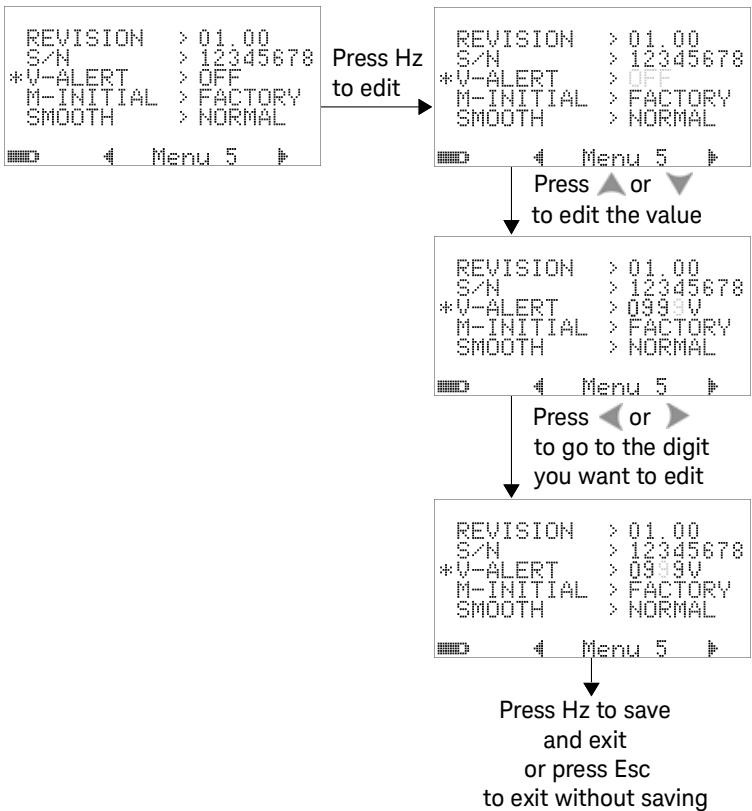 REVISION > 01.00
S/N > 12345678
*V-ALERT > OFF
M-INITIAL > FACTORY
SMOOTH > NORMAL
Menu 5
Press Hz
to edit
REVISION > 01.00
S/N > 12345678
*V-ALERT > OFF
M-INITIAL > FACTORY
SMOOTH > NORMAL
Menu 5
Press or
to edit the value
REVISION > 01.00
S/N > 12345678
*V-ALERT > 0999V
M-INITIAL > FACTORY
SMOOTH > NORMAL
Menu 5
Press or
to go to the digit
you want to edit
REVISION > 01.00
S/N > 12345678
*V-ALERT > 0999V
M-INITIAL > FACTORY
SMOOTH > NORMAL
Menu 5
Press Hz to save
and exit
or press Esc
to exit without saving